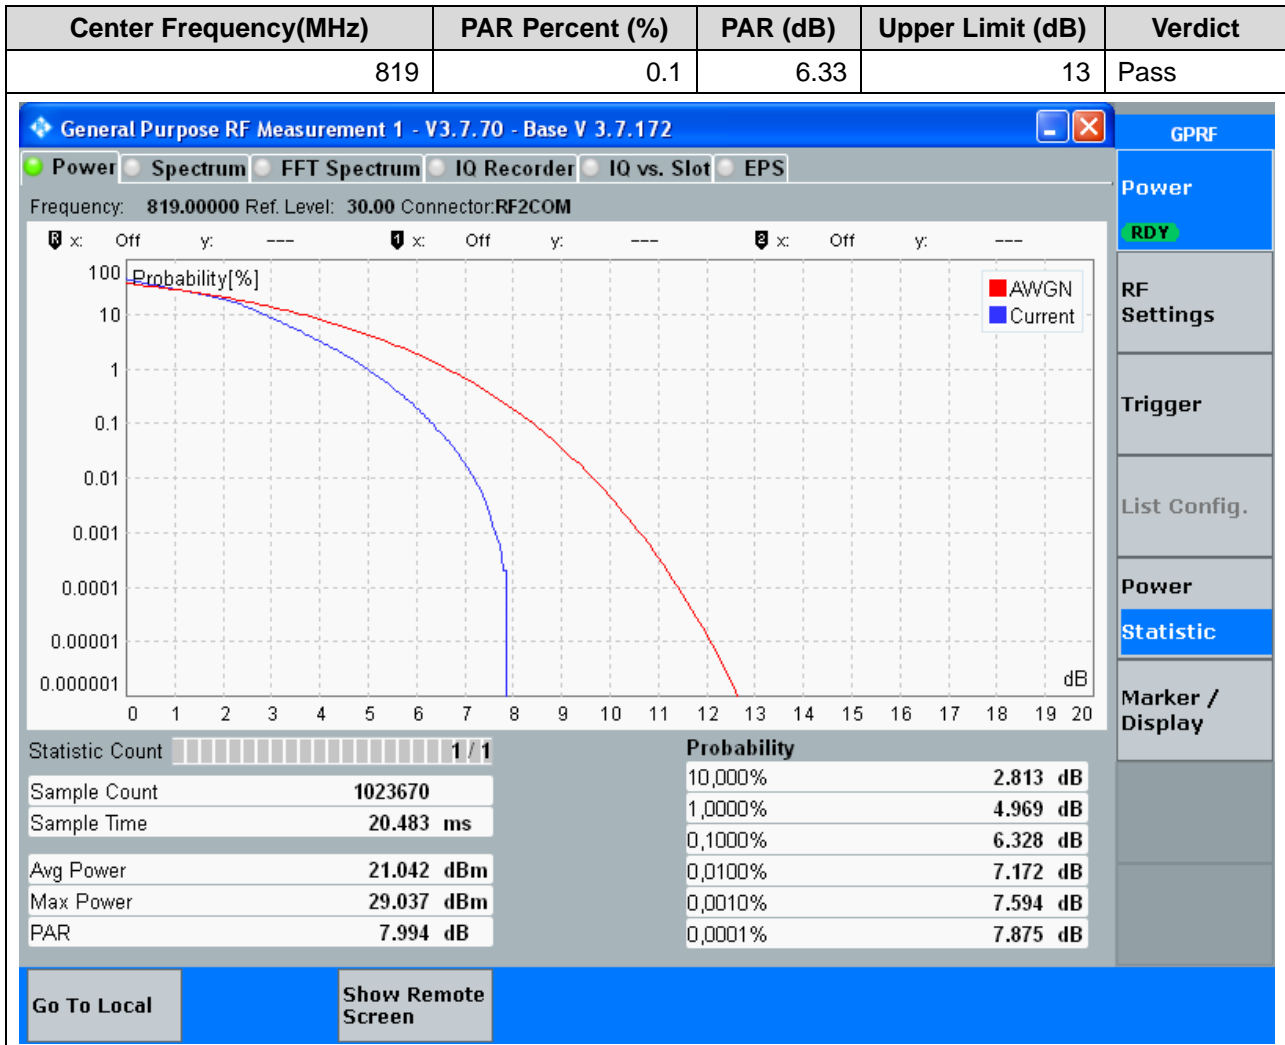 Center Frequency(MHz) PAR Percent (%) PAR (dB) Upper Limit (dB) Verdict
819 0.1 6.33 13 Pass
General Purpose RF Measurement 1 - V3.7.70 - Base V 3.7.172
GPRF
Power Spectrum FFT Spectrum IQ Recorder IQ vs. Slot EPS
Power
RDY
Frequency: 819.00000 Ref. Level: 30.00 Connector:RF2COM
R x: Off y: --- 1 x: Off y: --- 2 x: Off y: ---
Probability[%]
AWGN
Current
100
10
1
0.1
0.01
0.001
0.0001
0.00001
0.000001
dB
0 1 2 3 4 5 6 7 8 9 10 11 12 13 14 15 16 17 18 19 20
RF
Settings
Trigger
List Config.
Power
Statistic
Marker /
Display
Statistic Count 1 / 1
Sample Count 1023670
Sample Time 20.483 ms
Avg Power 21.042 dBm
Max Power 29.037 dBm
PAR 7.994 dB
Probability
10,000% 2.813 dB
1,0000% 4.969 dB
0,1000% 6.328 dB
0,0100% 7.172 dB
0,0010% 7.594 dB
0,0001% 7.875 dB
Go To Local
Show Remote
Screen